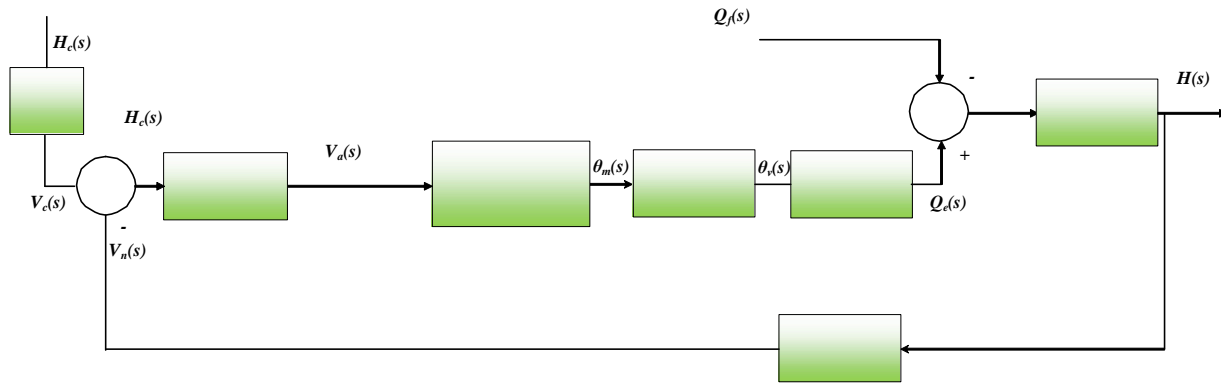 H_c(s)
Q_f(s)
H(s)
-
H_c(s)
V_a(s)
+
θ_m(s)
θ_v(s)
V_c(s)
Q_e(s)
-
V_n(s)